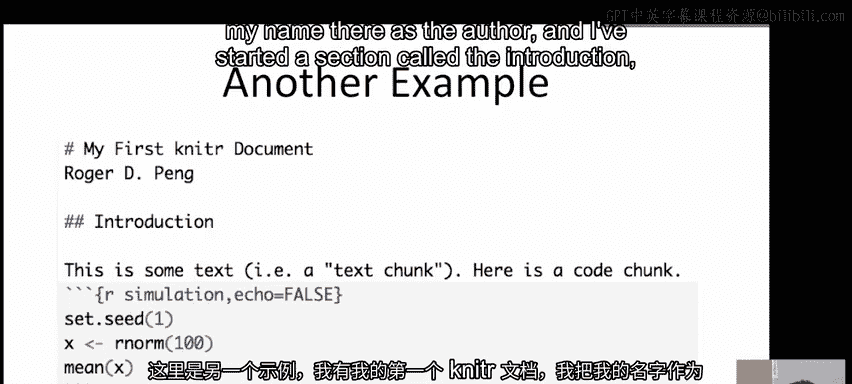 GPT中英字幕课程资源@bilibili.com
my name there as the author, and I've
started a section called the introduction,
Another Example
# My First knitr Document
Roger D. Peng
## Introduction
This is some text (i.e. a "text chunk"). Here is a code chunk.
```{r simulation,echo=FALSE}
set.seed(1)
x <- rnorm(100)
mean(x)
这里是另一个示例，我有我的第一个 knitr 文档，我把我的名字作为